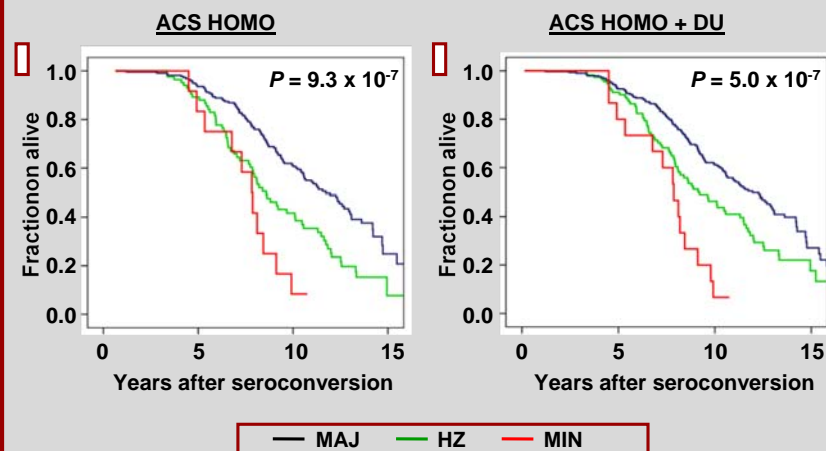 ACS HOMO
P = 9.3 x 10-7
Fractionon alive
1.0
0.8
0.6
0.4
0.2
0.0
0 5 10 15
Years after seroconversion
ACS HOMO + DU
P = 5.0 x 10-7
Fractionon alive
1.0
0.8
0.6
0.4
0.2
0.0
0 5 10 15
Years after seroconversion
MAJ HZ MIN